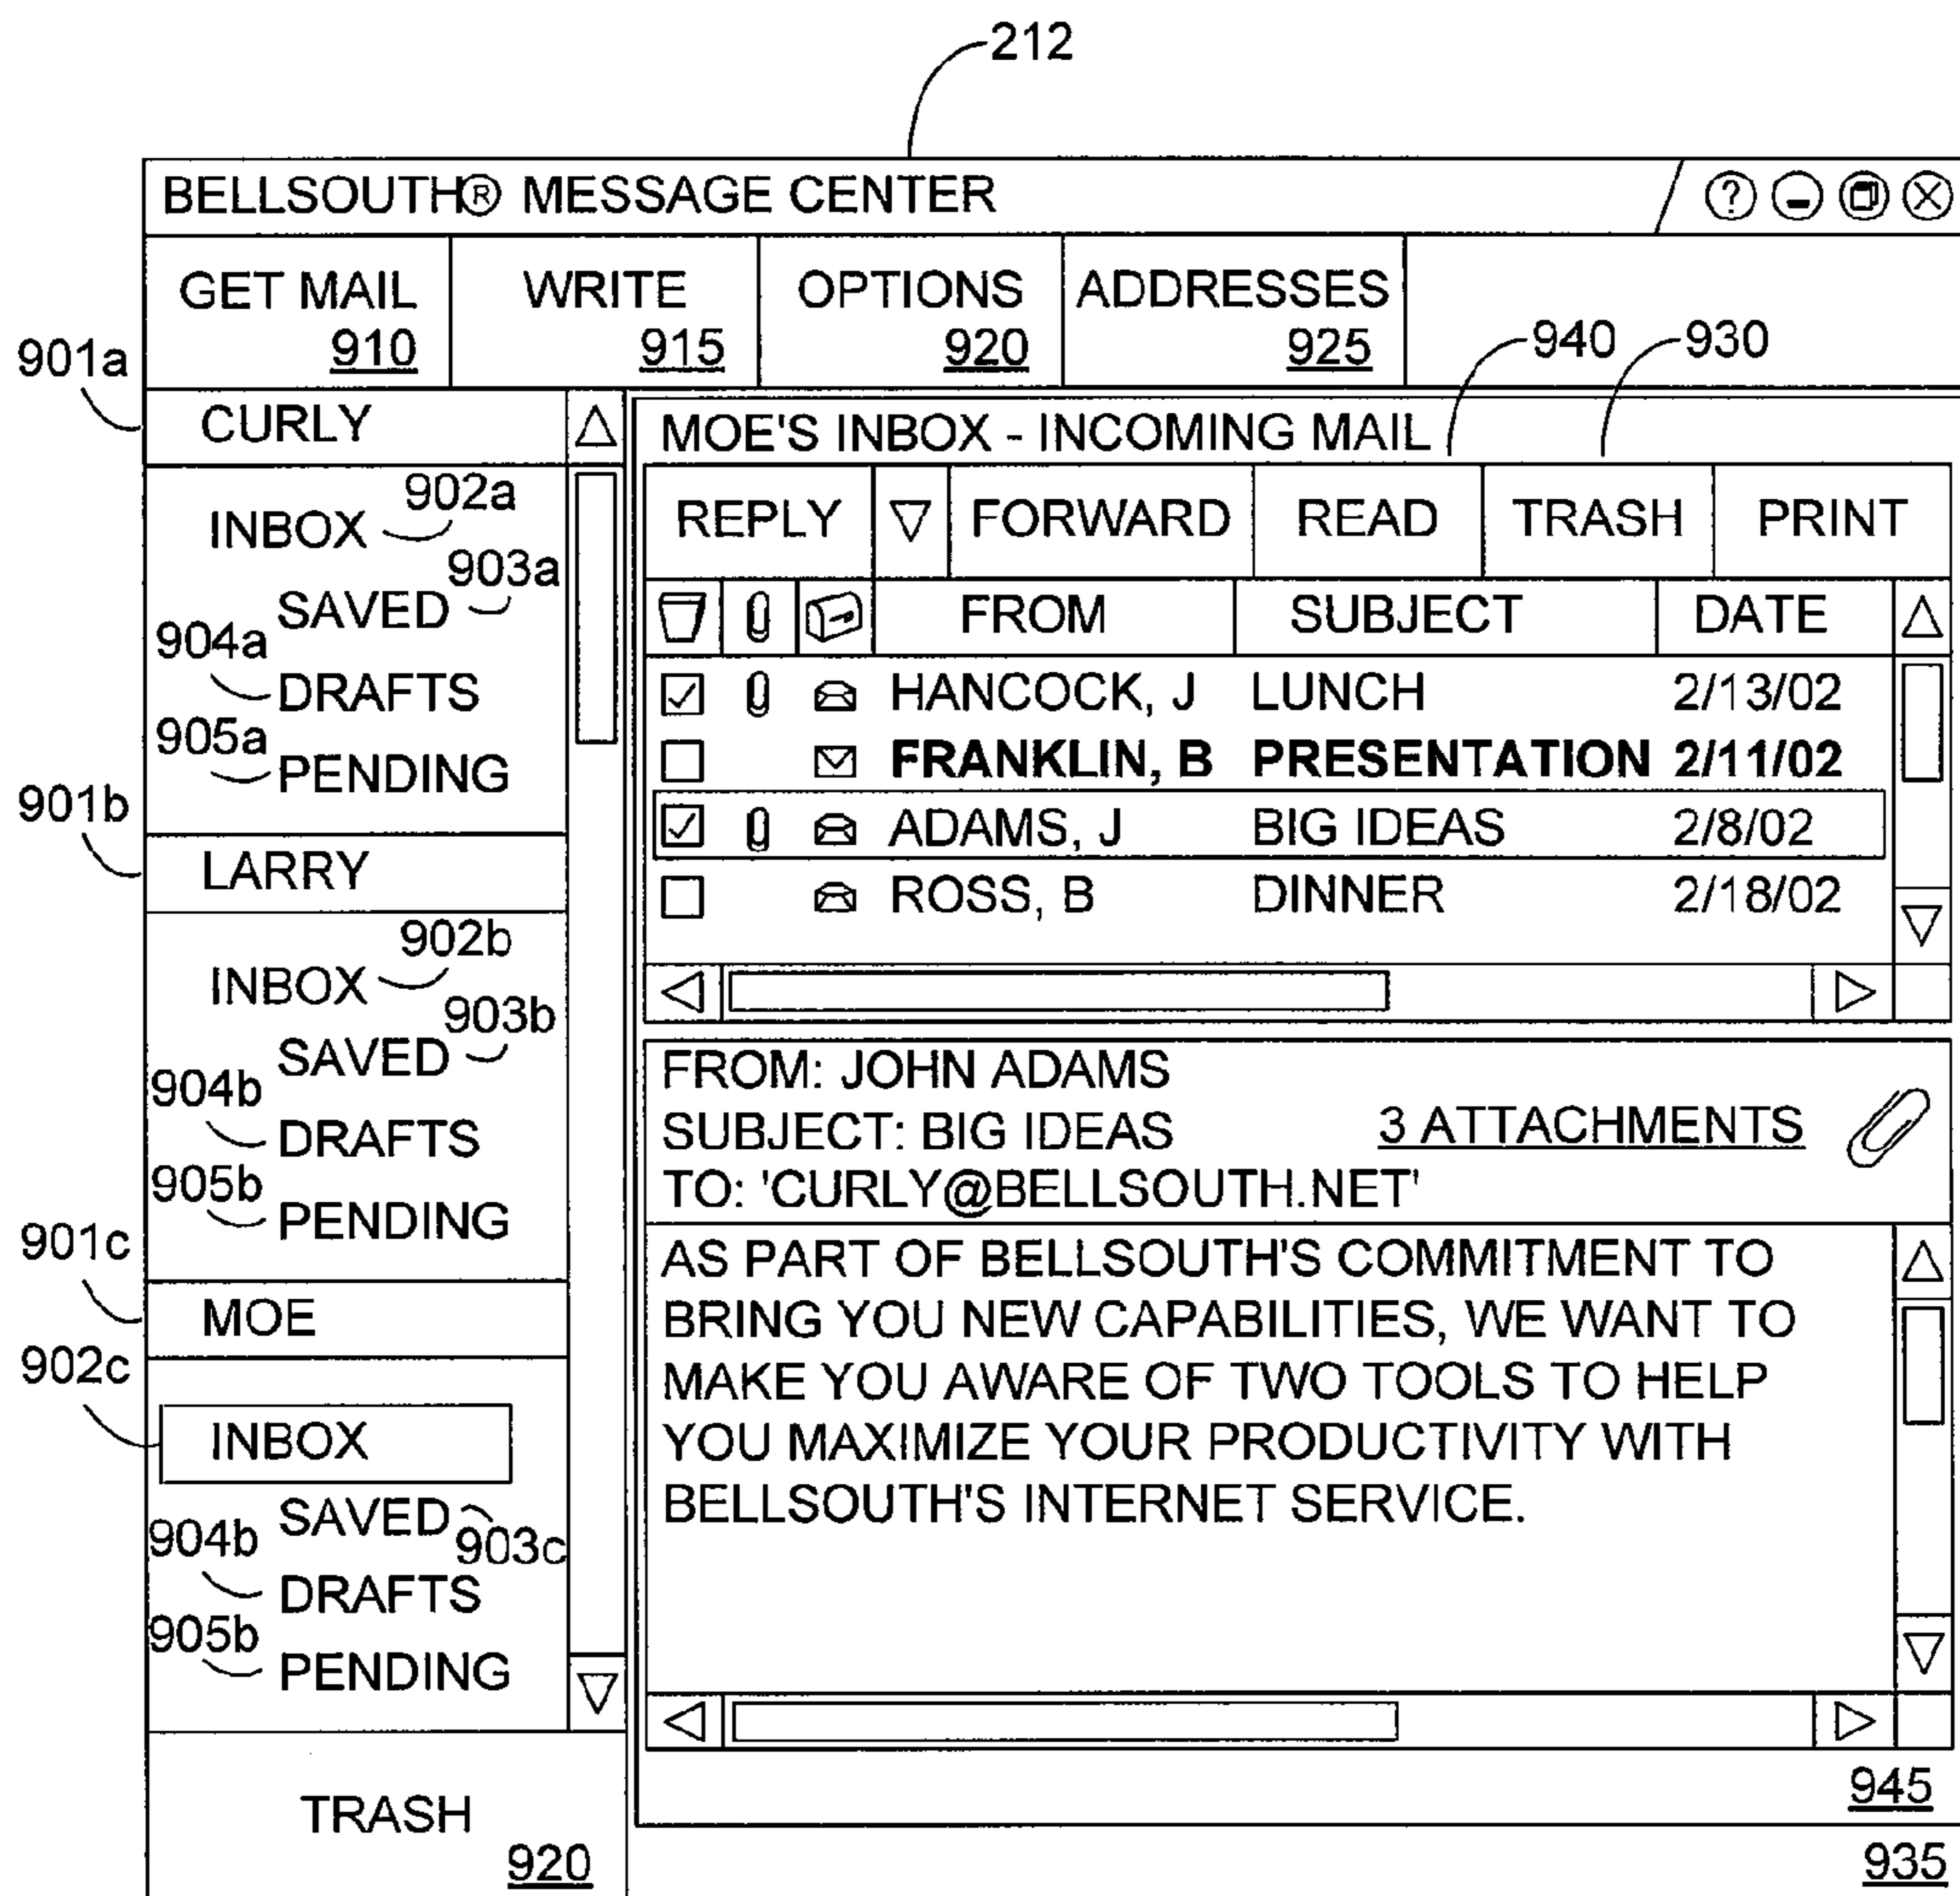 212
BELLSOUTH® MESSAGE CENTER
?
GET MAIL
910
WRITE
915
OPTIONS
920
ADDRESSES
925
940
930
901a
CURLY
INBOX
902a
903a
SAVED
904a
DRAFTS
905a
PENDING
901b
LARRY
INBOX
902b
903b
SAVED
904b
DRAFTS
905b
PENDING
901c
MOE
902c
INBOX
SAVED
903c
904b
DRAFTS
905b
PENDING
TRASH
920
MOE'S INBOX - INCOMING MAIL
REPLY FORWARD READ TRASH PRINT
FROM SUBJECT DATE
HANCOCK, J LUNCH 2/13/02
FRANKLIN, B PRESENTATION 2/11/02
ADAMS, J BIG IDEAS 2/8/02
ROSS, B DINNER 2/18/02
FROM: JOHN ADAMS
SUBJECT: BIG IDEAS
3 ATTACHMENTS
TO: 'CURLY@BELLSOUTH.NET'
AS PART OF BELLSOUTH'S COMMITMENT TO
BRING YOU NEW CAPABILITIES, WE WANT TO
MAKE YOU AWARE OF TWO TOOLS TO HELP
YOU MAXIMIZE YOUR PRODUCTIVITY WITH
BELLSOUTH'S INTERNET SERVICE.
945
935